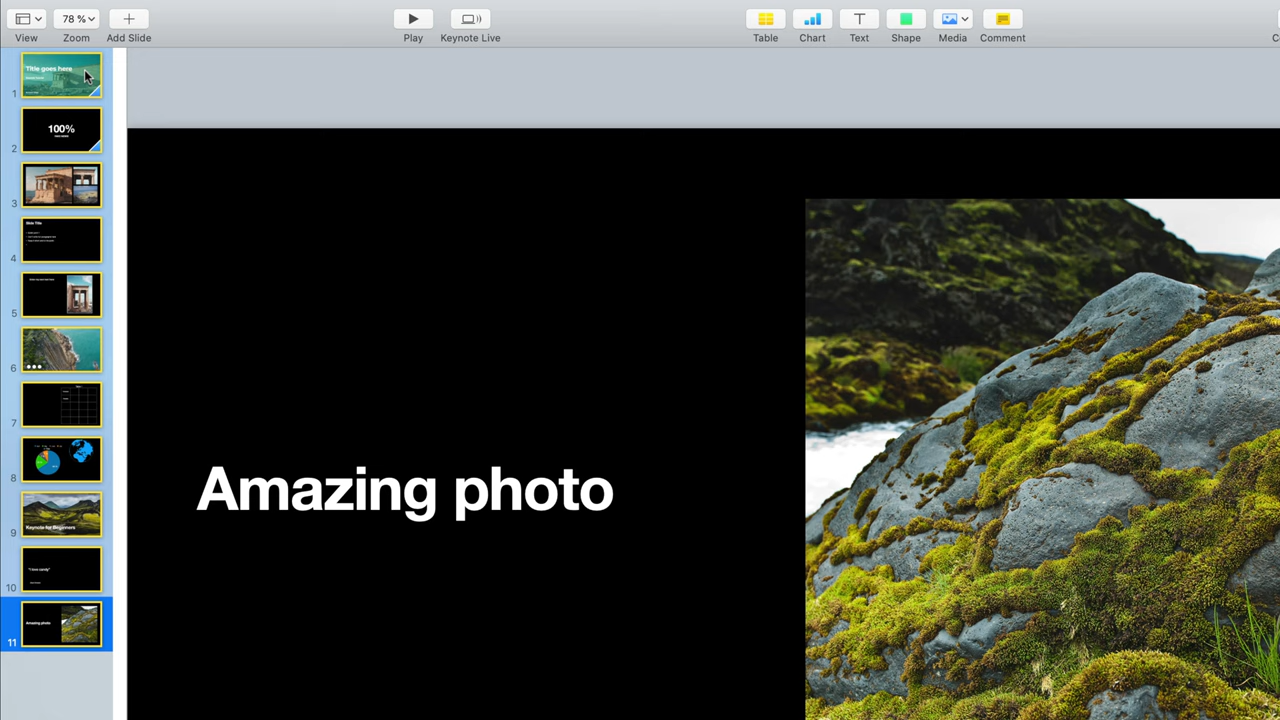 78 %
View
Zoom
Add Slide
Play
Keynote Live
Table
Chart
Text
Shape
Media
Comment
Title goes here
1
100%
2
3
Slide Title
4
5
6
7
8
Keynote for Beginners
9
"I love candy"
10
Amazing photo
11
Amazing photo